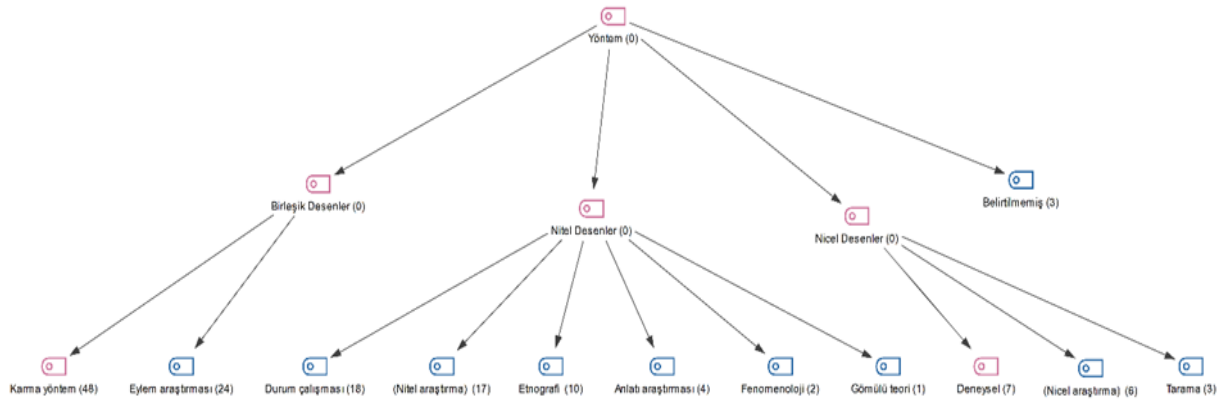 Yöntem (0)
Birleşik Desenler (0)
Nitel Desenler (0)
Nicel Desenler (0)
Belirtilmemiş (3)
Karma yöntem (48)
Eylem araştırması (24)
Durum çalışması (18)
(Nitel araştırma) (17)
Etnografi (10)
Anlatı araştırması (4)
Fenomenoloji (2)
Gömülü teori (1)
Deneysel (7)
(Nicel araştırma) (6)
Tarama (3)